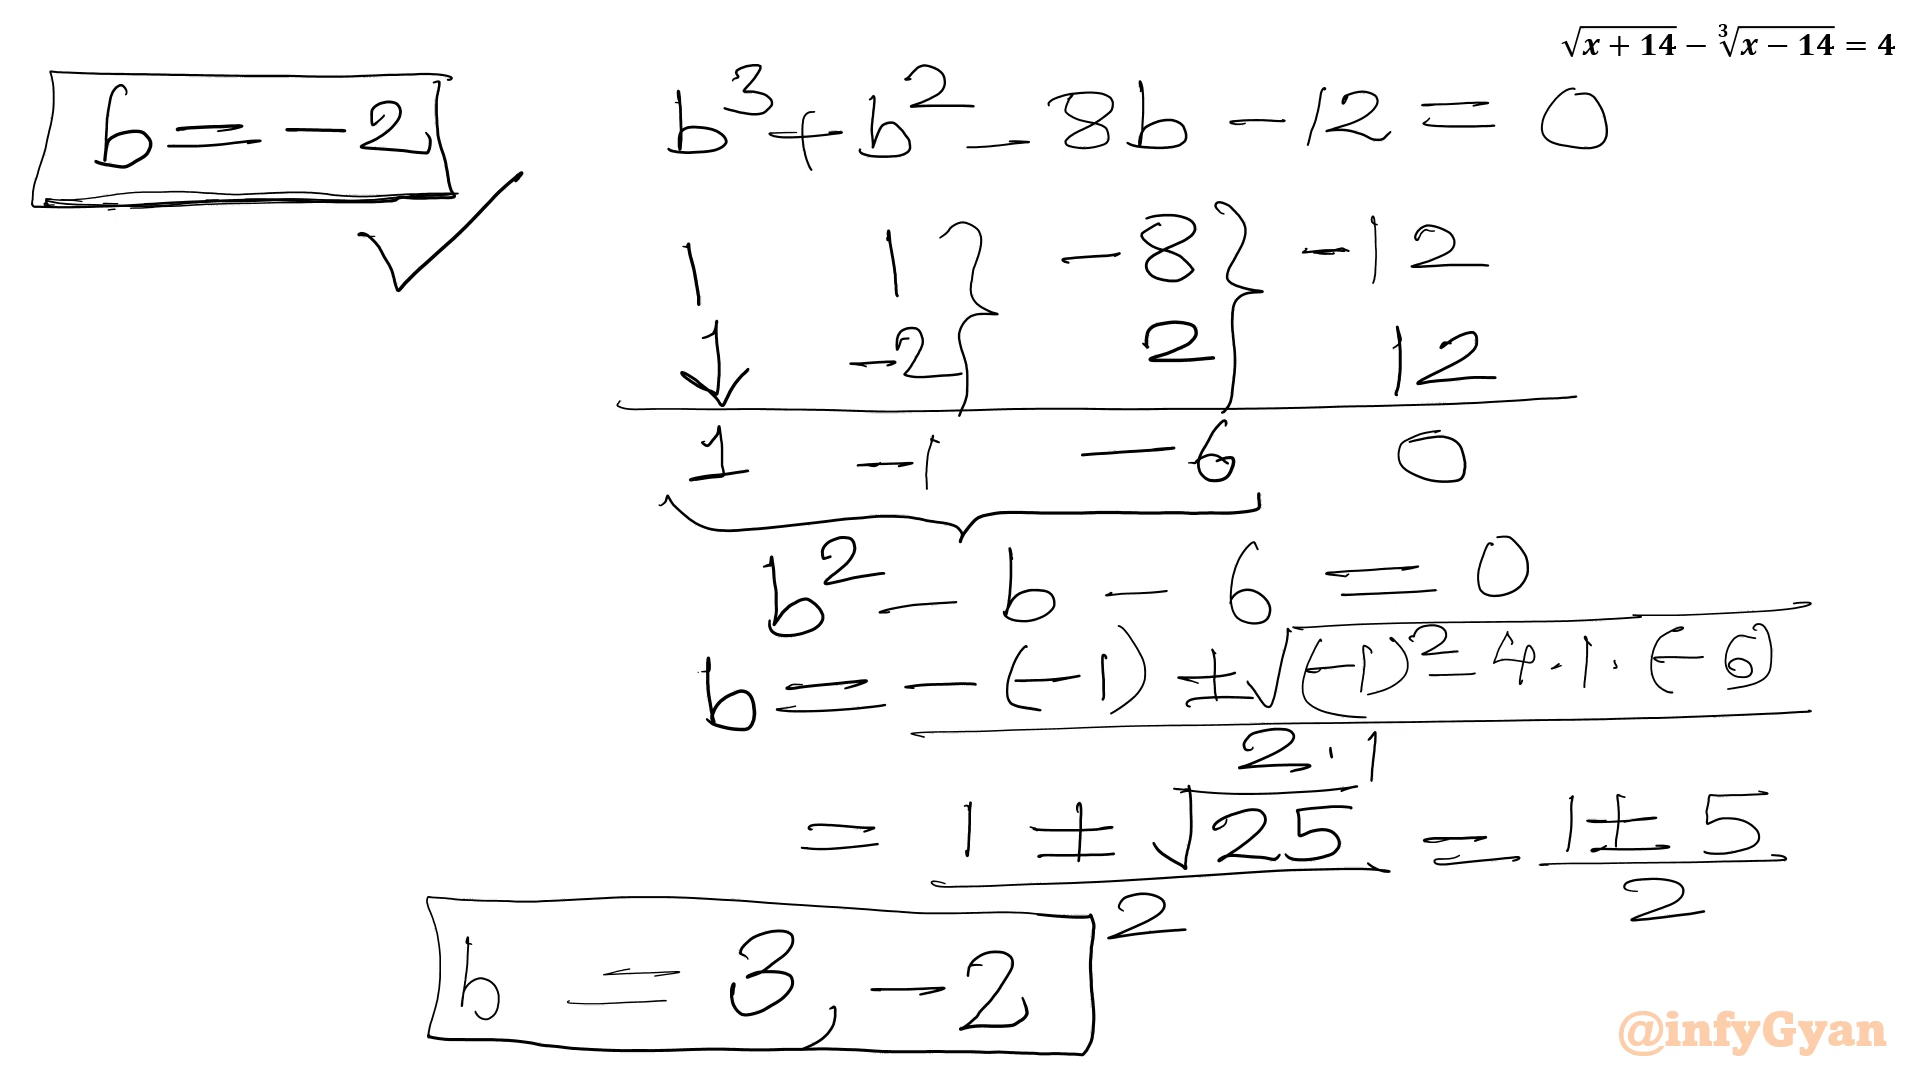 √(x + 14) − ∛(x − 14) = 4
b = −2
b³ + b² − 8b − 12 = 0
1 1 −8 −12
↓ −2 2 12
1 −1 −6 0
b² − b − 6 = 0
b = (−(−1) ± √((−1)² − 4·1·(−6))) / (2·1)
= (1 ± √25) / 2 = (1 ± 5) / 2
b = 3, −2
@infyGyan